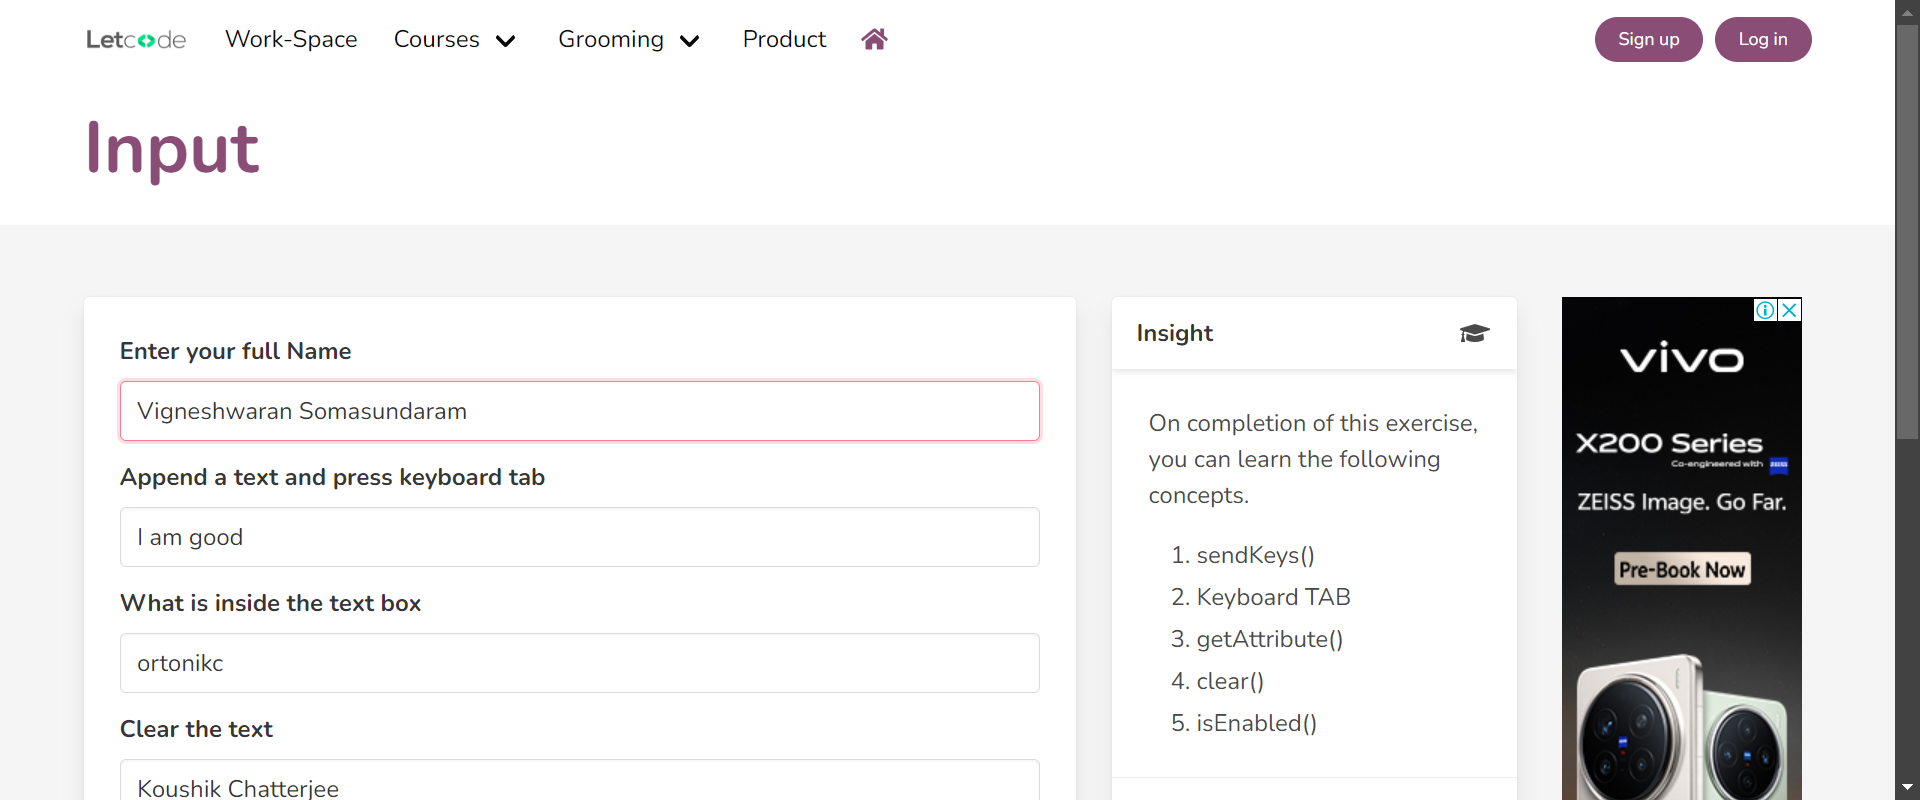 Letcode Work-Space Courses Grooming Product Sign up Log in
Input
Enter your full Name
Vigneshwaran Somasundaram
Append a text and press keyboard tab
I am good
What is inside the text box
ortonikc
Clear the text
Koushik Chatterjee
Insight
On completion of this exercise,
you can learn the following
concepts.
1. sendKeys()
2. Keyboard TAB
3. getAttribute()
4. clear()
5. isEnabled()
vivo
X200 Series
Co-engineered with ZEISS
ZEISS Image. Go Far.
Pre-Book Now